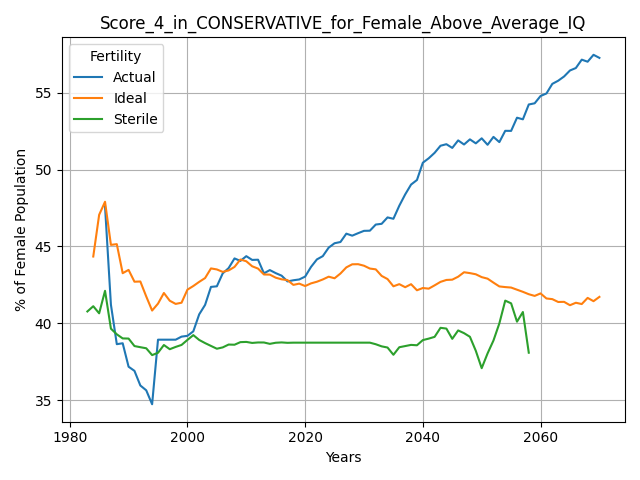 Score_4_in_CONSERVATIVE_for_Female_Above_Average_IQ
Fertility
Actual
Ideal
Sterile
% of Female Population
55
50
45
40
35
1980
2000
2020
2040
2060
Years